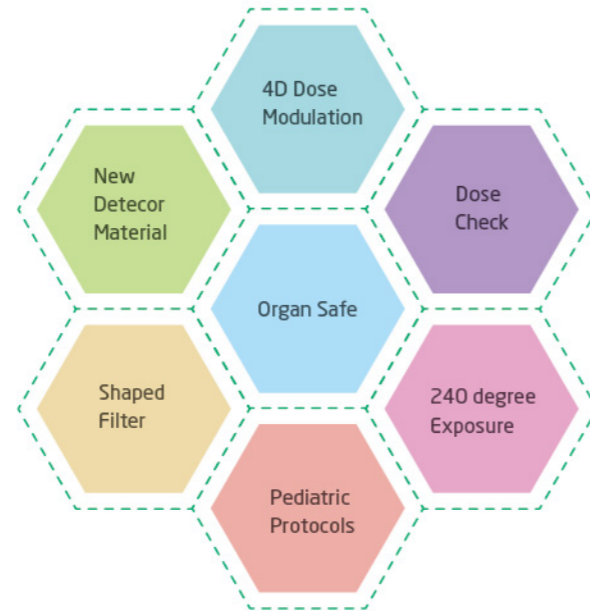 4D Dose
Modulation
New
Detecor
Material
Dose
Check
Organ Safe
Shaped
Filter
240 degree
Exposure
Pediatric
Protocols